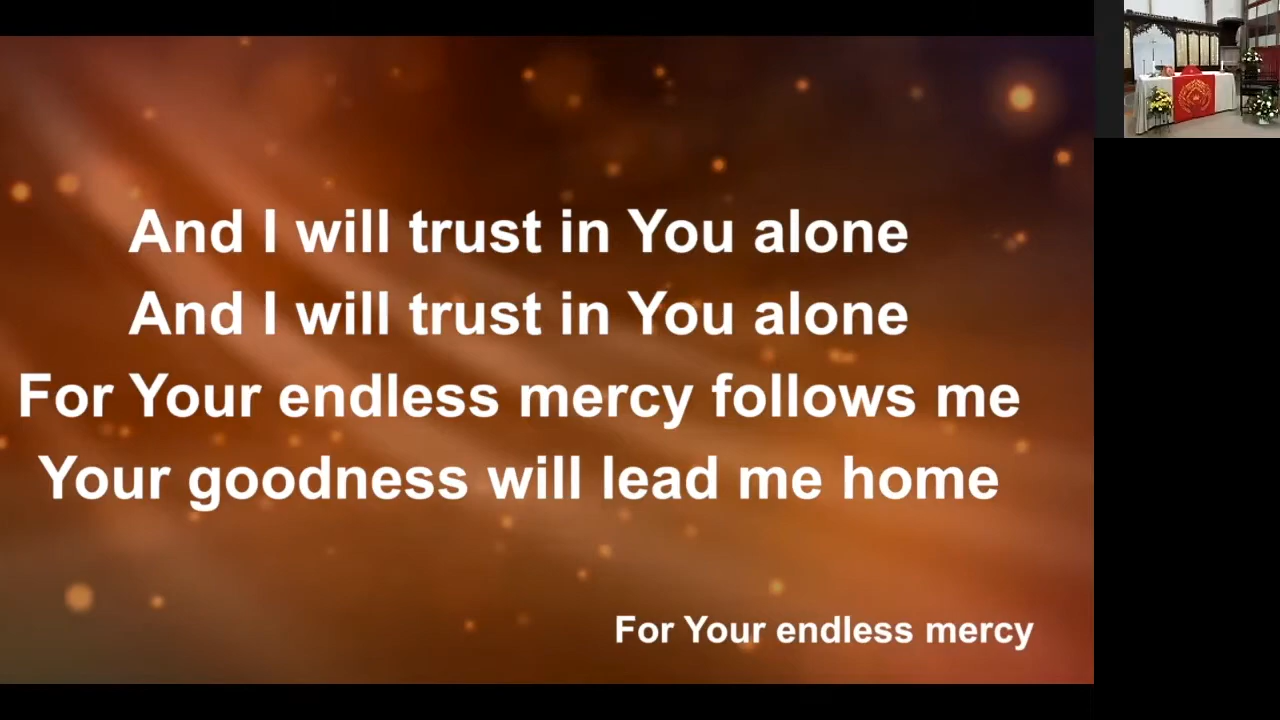 And I will trust in You alone
And I will trust in You alone
For Your endless mercy follows me
Your goodness will lead me home
For Your endless mercy